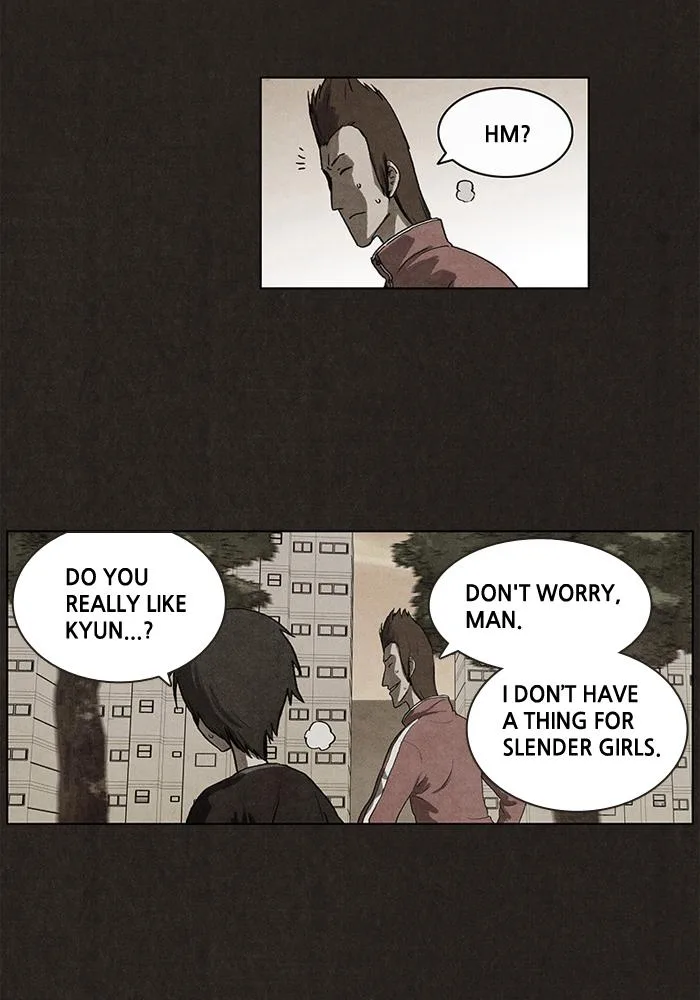 HM?
DO YOU
REALLY LIKE
KYUN...?
DON'T WORRY,
MAN.
I DON'T HAVE
A THING FOR
SLENDER GIRLS.